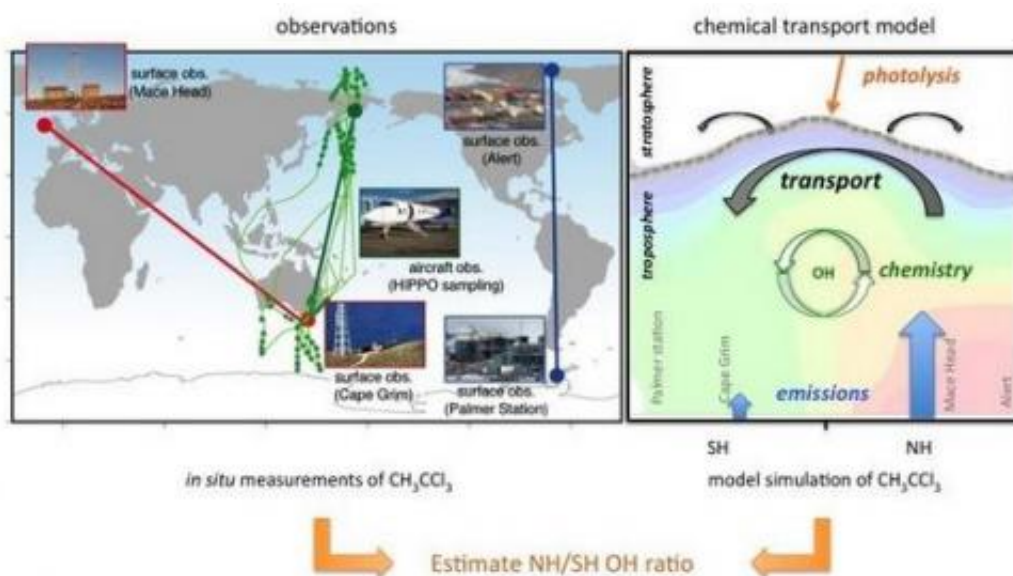 observations
chemical transport model
surface obs.
(Mace Head)
surface obs.
(Alert)
aircraft obs.
(HIPPO sampling)
surface obs.
(Cape Grim)
surface obs.
(Palmer Station)
stratosphere
troposphere
photolysis
transport
OH
chemistry
emissions
Palmer station
Cape Grim
Mace Head
Alert
SH
NH
in situ measurements of CH₃CCl₃
model simulation of CH₃CCl₃
Estimate NH/SH OH ratio